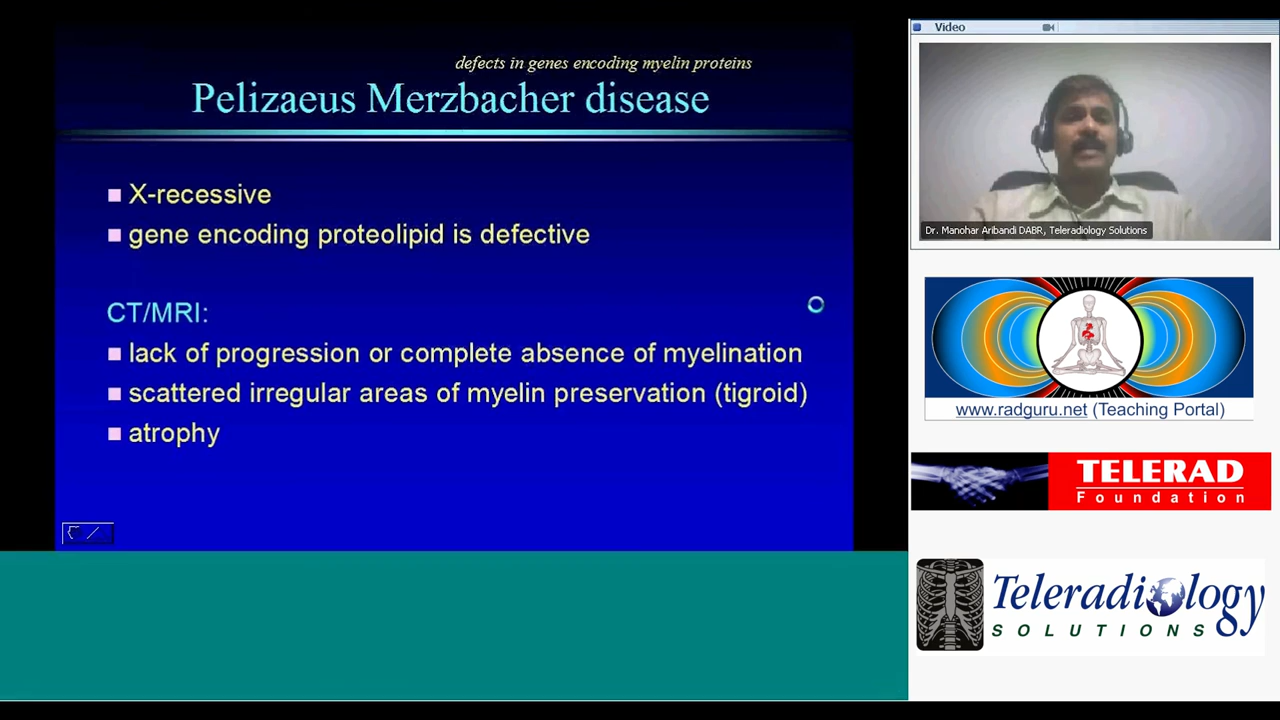 defects in genes encoding myelin proteins
Pelizaeus Merzbacher disease
X-recessive
gene encoding proteolipid is defective
CT/MRI:
lack of progression or complete absence of myelination
scattered irregular areas of myelin preservation (tigroid)
atrophy
Video
Dr. Manohar Aribandi DABR, Teleradiology Solutions
www.radguru.net (Teaching Portal)
TELERAD
Foundation
Teleradiology
SOLUTIONS